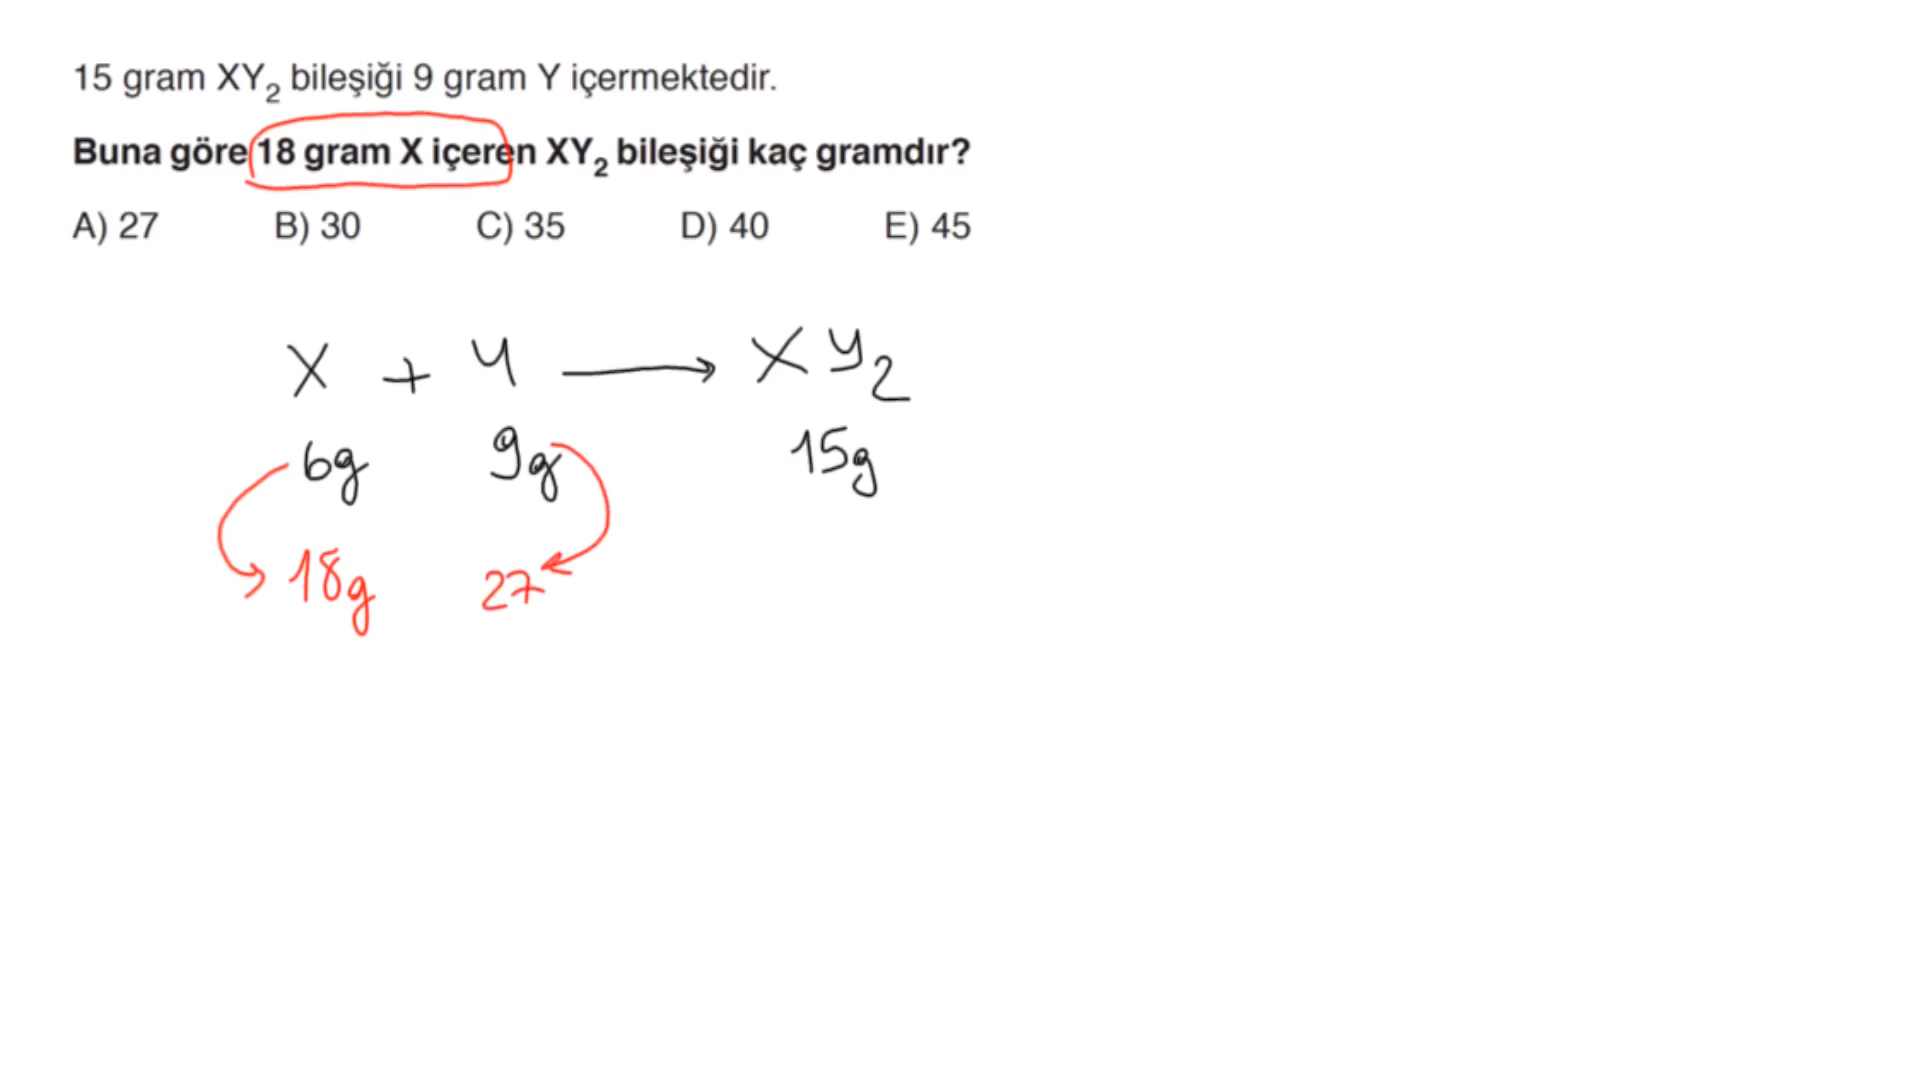 15 gram XY₂ bileşiği 9 gram Y içermektedir.
Buna göre 18 gram X içeren XY₂ bileşiği kaç gramdır?
A) 27 B) 30 C) 35 D) 40 E) 45
X + Y → XY₂
6g 9g 15g
18g 27